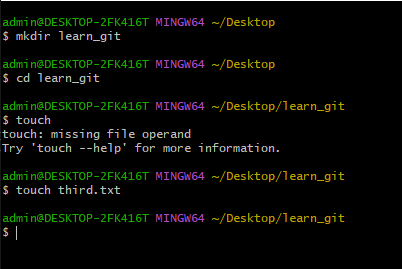 admin@DESKTOP-2FK416T MINGW64 ~/Desktop
$ mkdir learn_git
admin@DESKTOP-2FK416T MINGW64 ~/Desktop
$ cd learn_git
admin@DESKTOP-2FK416T MINGW64 ~/Desktop/learn_git
$ touch
touch: missing file operand
Try 'touch --help' for more information.
admin@DESKTOP-2FK416T MINGW64 ~/Desktop/learn_git
$ touch third.txt
admin@DESKTOP-2FK416T MINGW64 ~/Desktop/learn_git
$